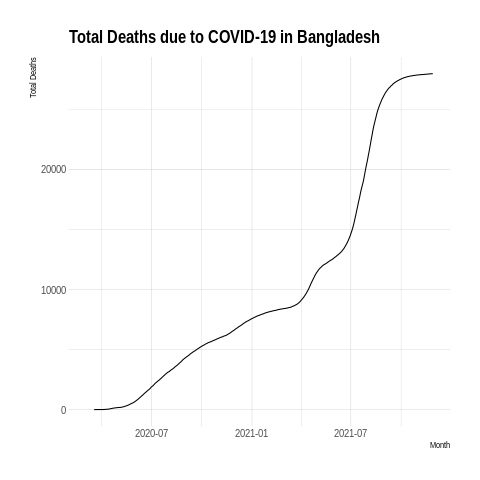 Total Deaths due to COVID-19 in Bangladesh
Total Deaths
20000
10000
0
2020-07
2021-01
2021-07
Month